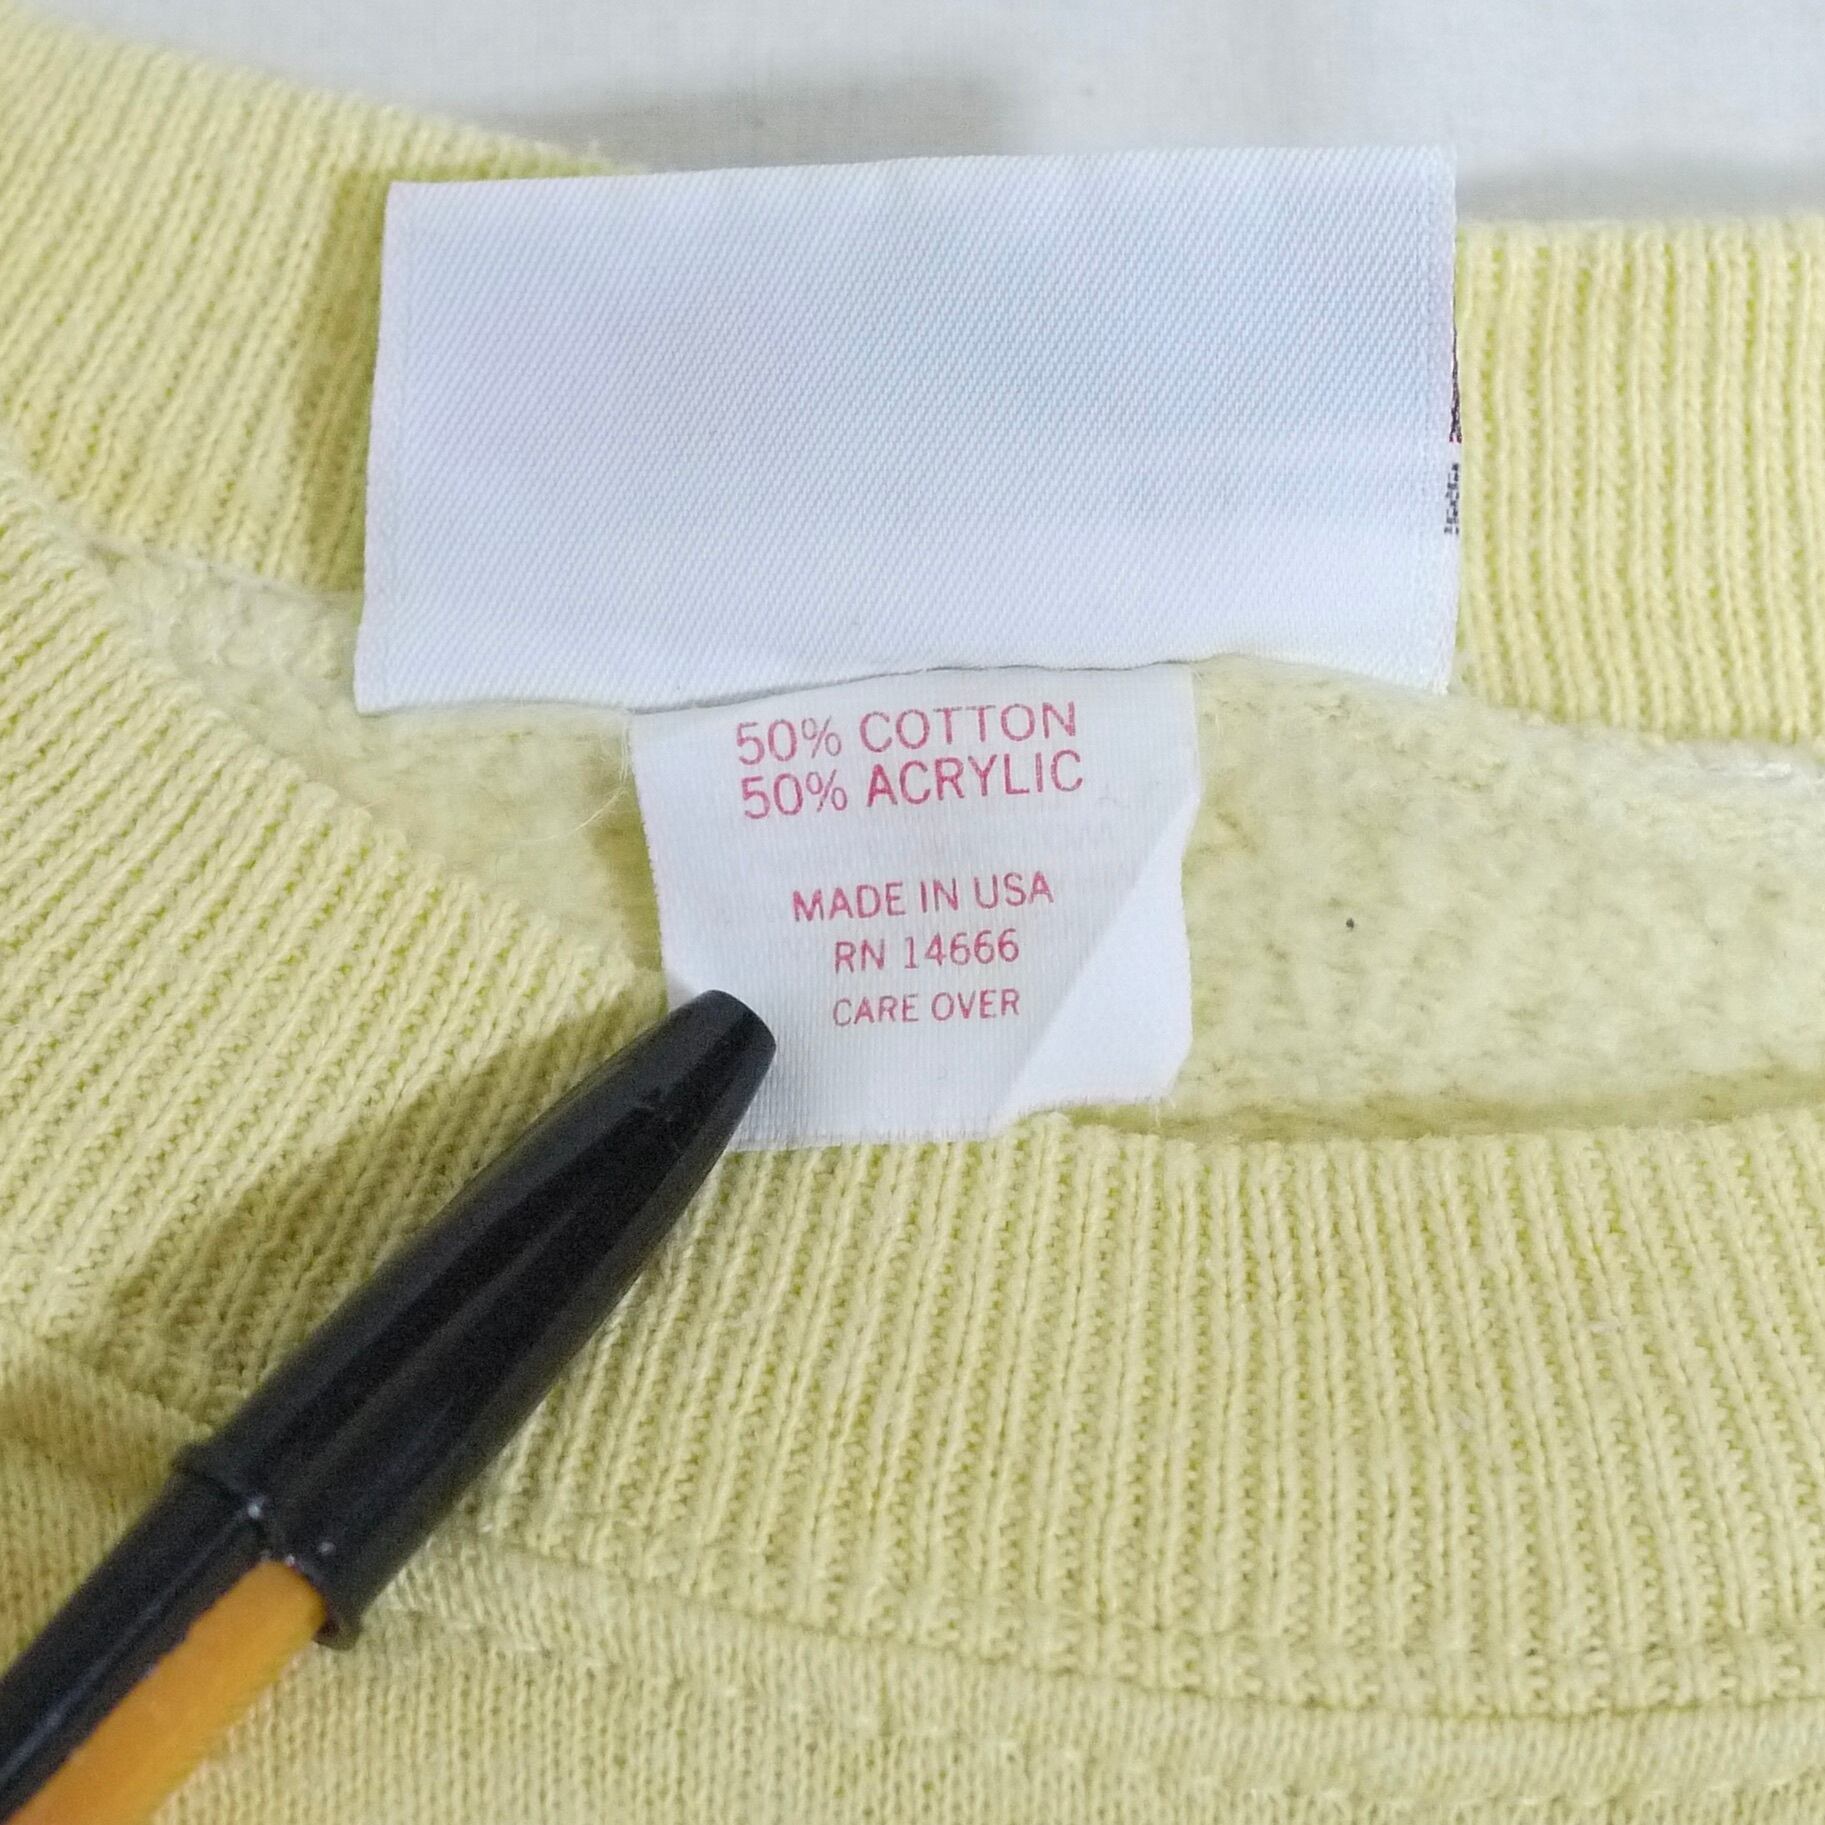 50% COTTON
50% ACRYLIC
MADE IN USA
RN 14666
CARE OVER